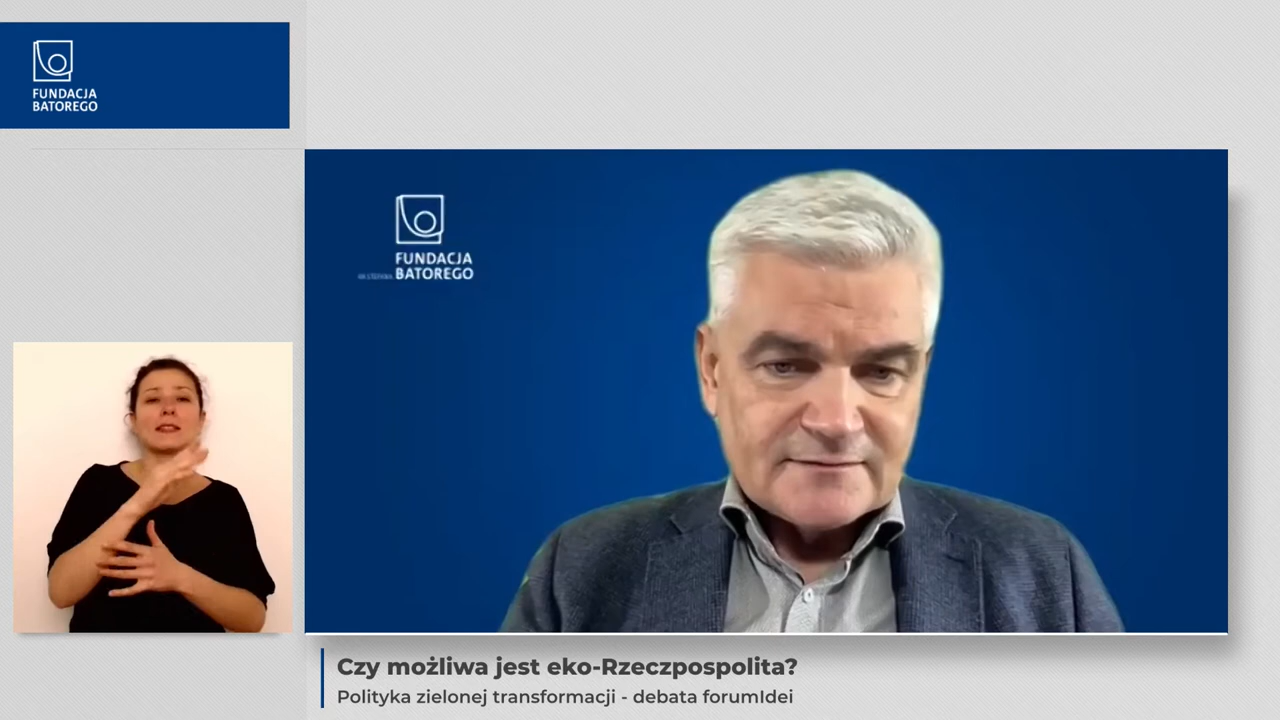 FUNDACJA
BATOREGO
FUNDACJA
BATOREGO
Czy możliwa jest eko-Rzeczpospolita?
Polityka zielonej transformacji - debata forumIdei